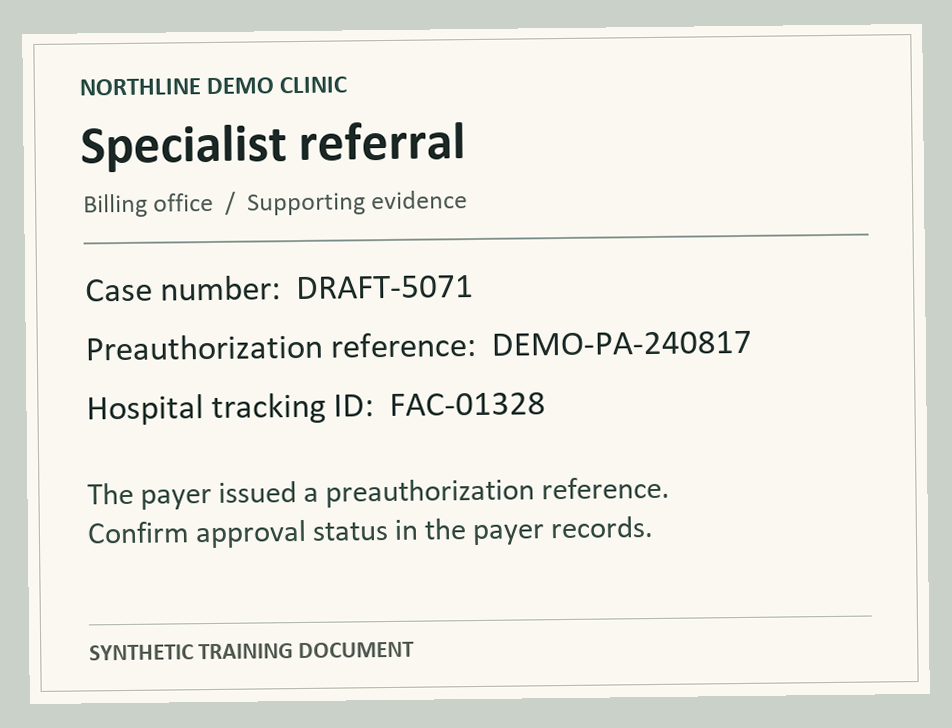 NORTHLINE DEMO CLINIC
Specialist referral
Billing office / Supporting evidence
Case number: DRAFT-5071
Preauthorization reference: DEMO-PA-240817
Hospital tracking ID: FAC-01328
The payer issued a preauthorization reference.
Confirm approval status in the payer records.
SYNTHETIC TRAINING DOCUMENT